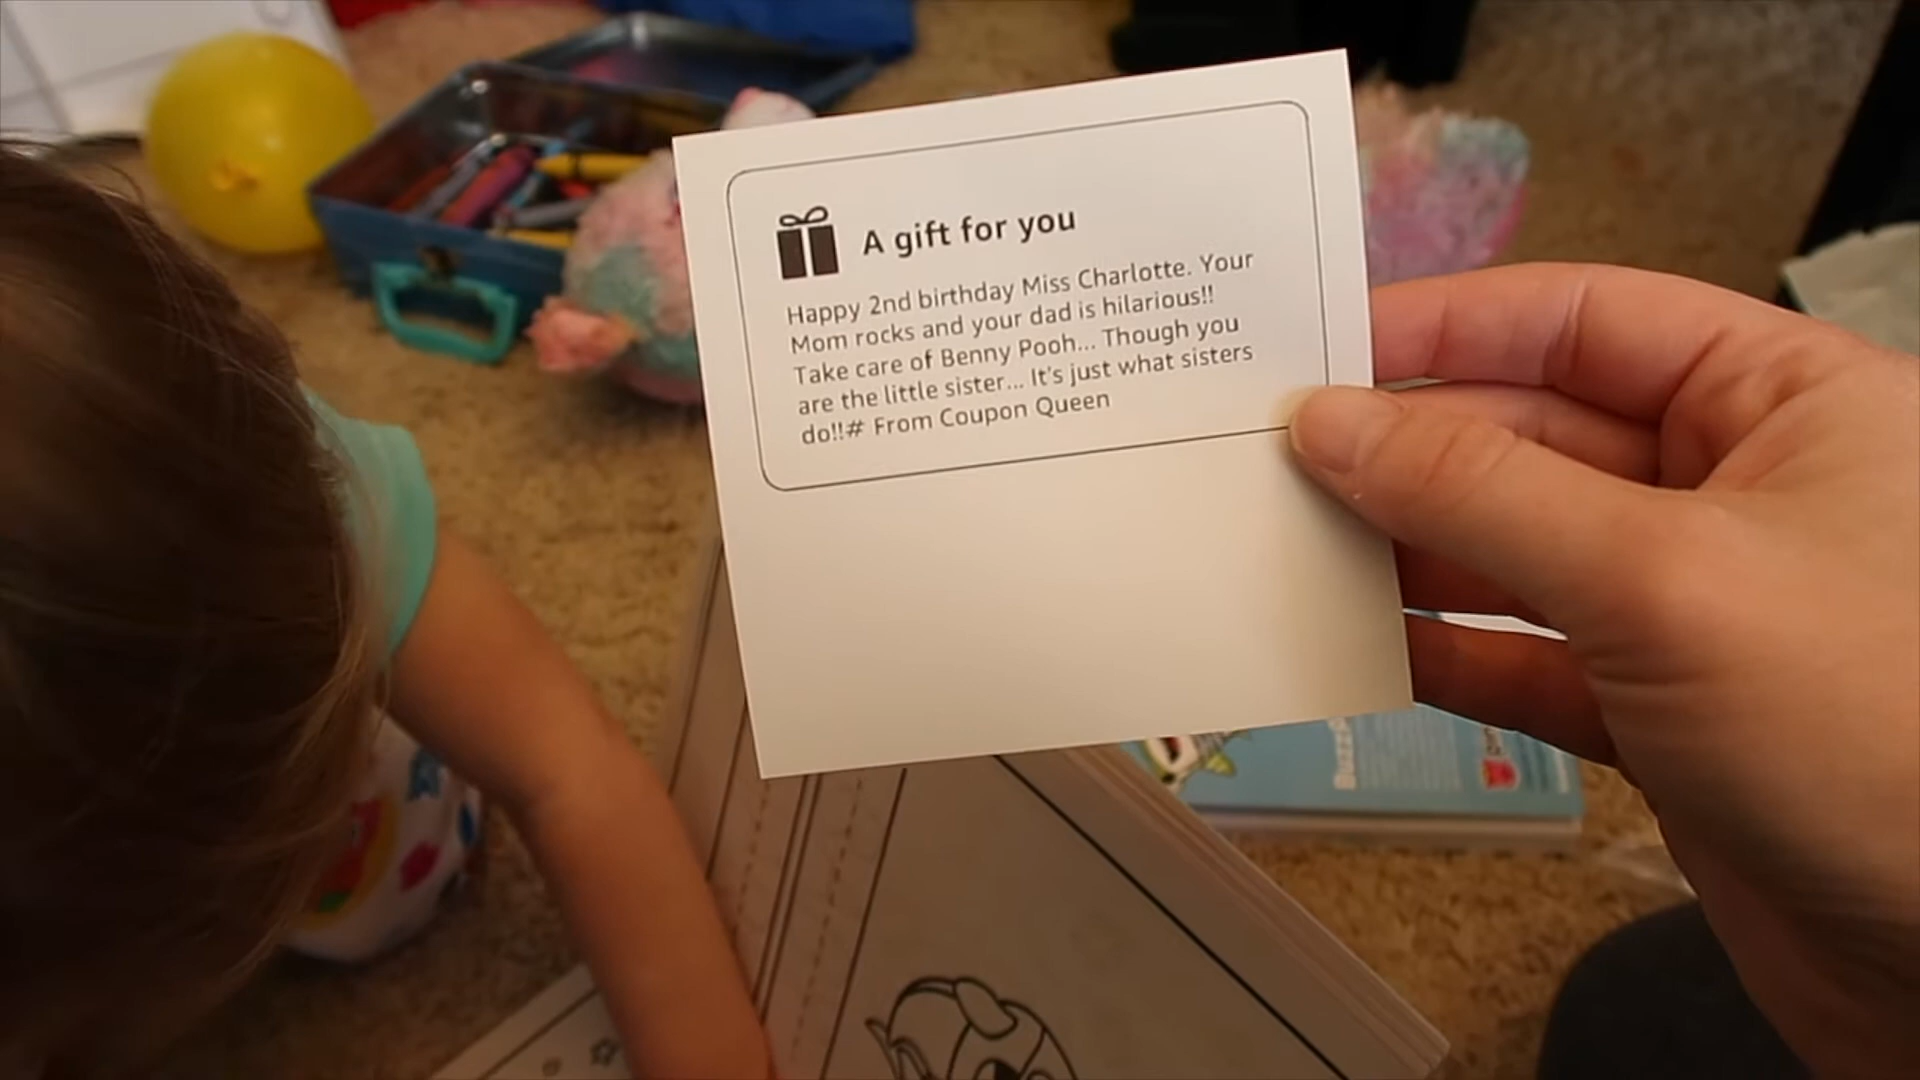 A gift for you
Happy 2nd birthday Miss Charlotte. Your
Mom rocks and your dad is hilarious!!
Take care of Benny Pooh... Though you
are the little sister... It's just what sisters
do!!# From Coupon Queen